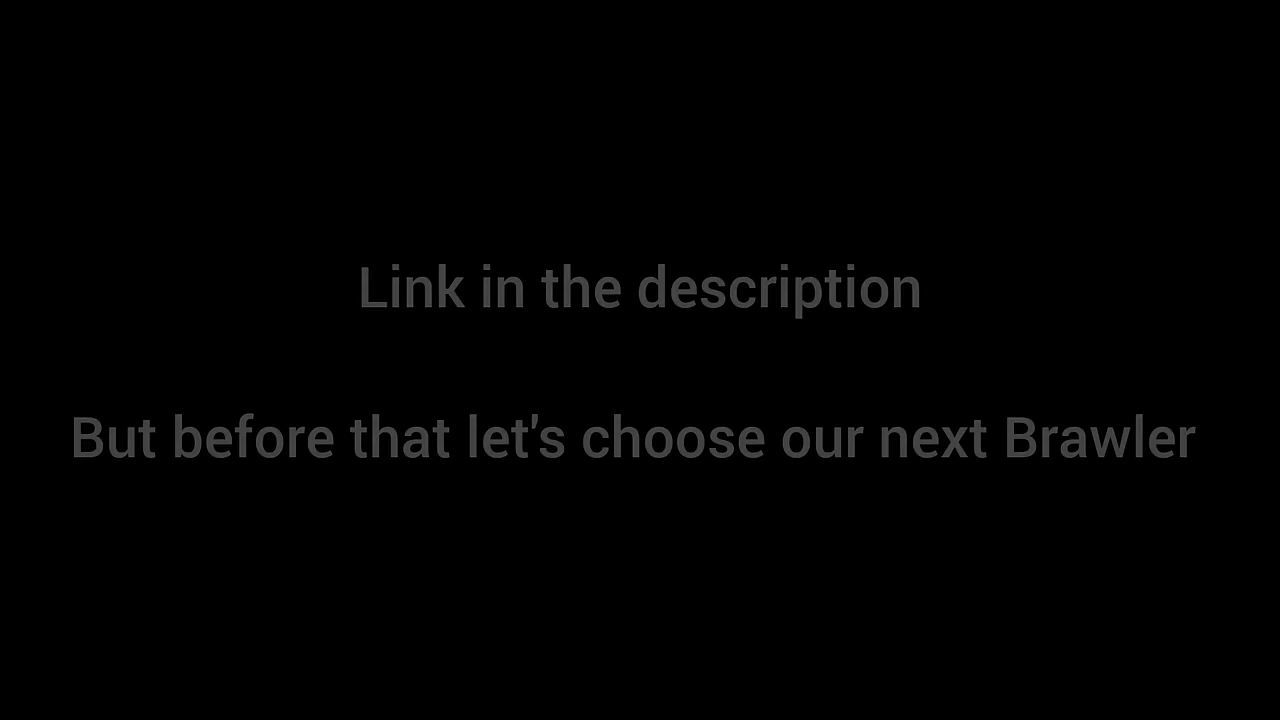 Link in the description
But before that let's choose our next Brawler